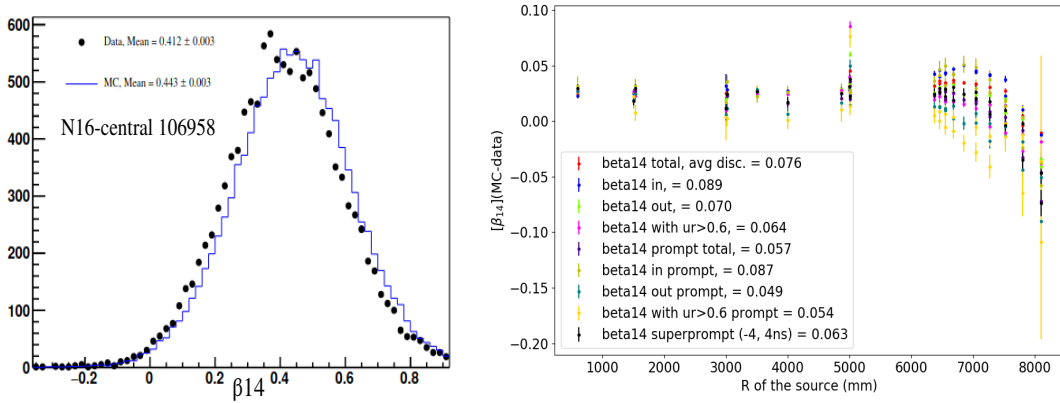 600
500
400
300
200
100
0
Data, Mean = 0.412 ± 0.003
MC, Mean = 0.443 ± 0.003
N16-central 106958
−0.2 0 0.2 0.4 0.6 0.8
β14
0.10
0.05
0.00
−0.05
−0.10
−0.15
−0.20
[β₁₄](MC-data)
beta14 total, avg disc. = 0.076
beta14 in, = 0.089
beta14 out, = 0.070
beta14 with ur>0.6, = 0.064
beta14 prompt total, = 0.057
beta14 in prompt, = 0.087
beta14 out prompt, = 0.049
beta14 with ur>0.6 prompt = 0.054
beta14 superprompt (-4, 4ns) = 0.063
1000 2000 3000 4000 5000 6000 7000 8000
R of the source (mm)